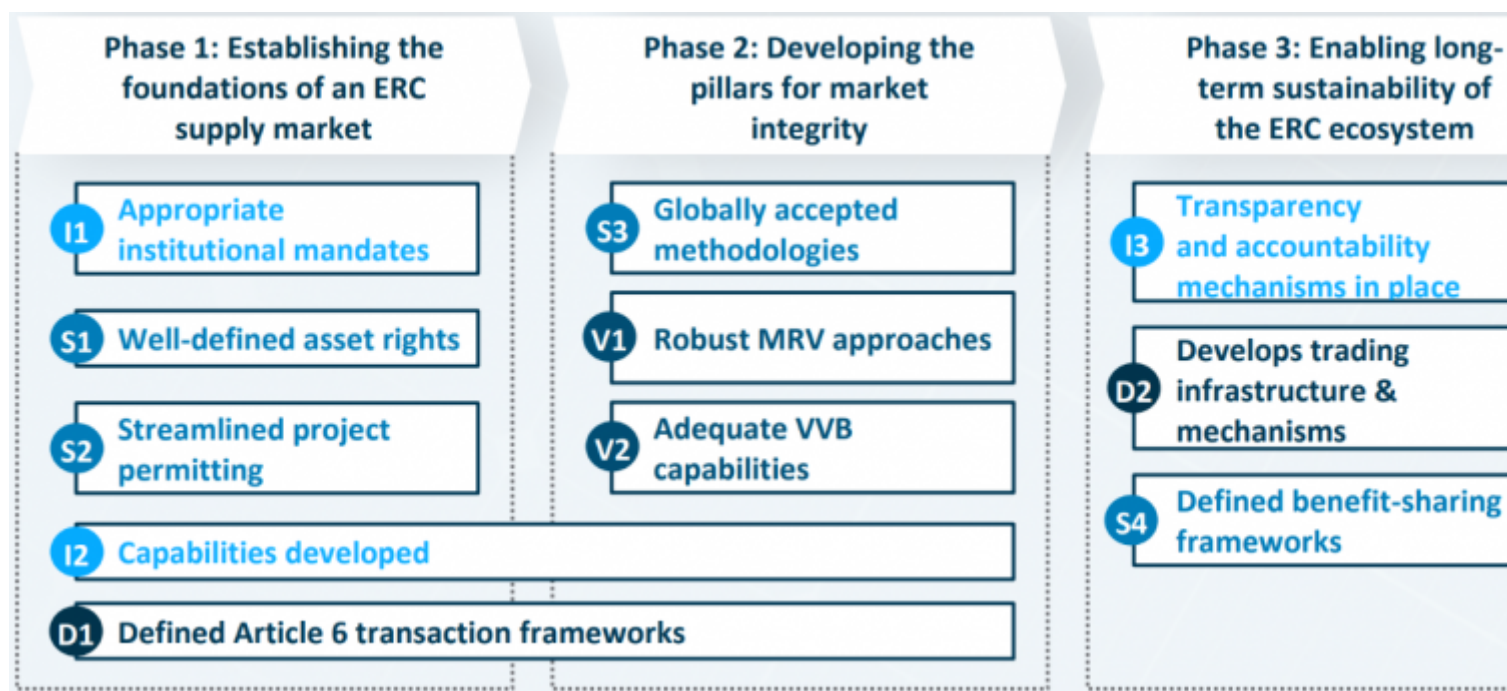 Phase 1: Establishing the
foundations of an ERC
supply market
I1
Appropriate
institutional mandates
S1
Well-defined asset rights
S2
Streamlined project
permitting
I2
Capabilities developed
D1
Defined Article 6 transaction frameworks
Phase 2: Developing the
pillars for market
integrity
S3
Globally accepted
methodologies
V1
Robust MRV approaches
V2
Adequate VVB
capabilities
Phase 3: Enabling long-
term sustainability of
the ERC ecosystem
I3
Transparency
and accountability
mechanisms in place
D2
Develops trading
infrastructure &
mechanisms
S4
Defined benefit-sharing
frameworks